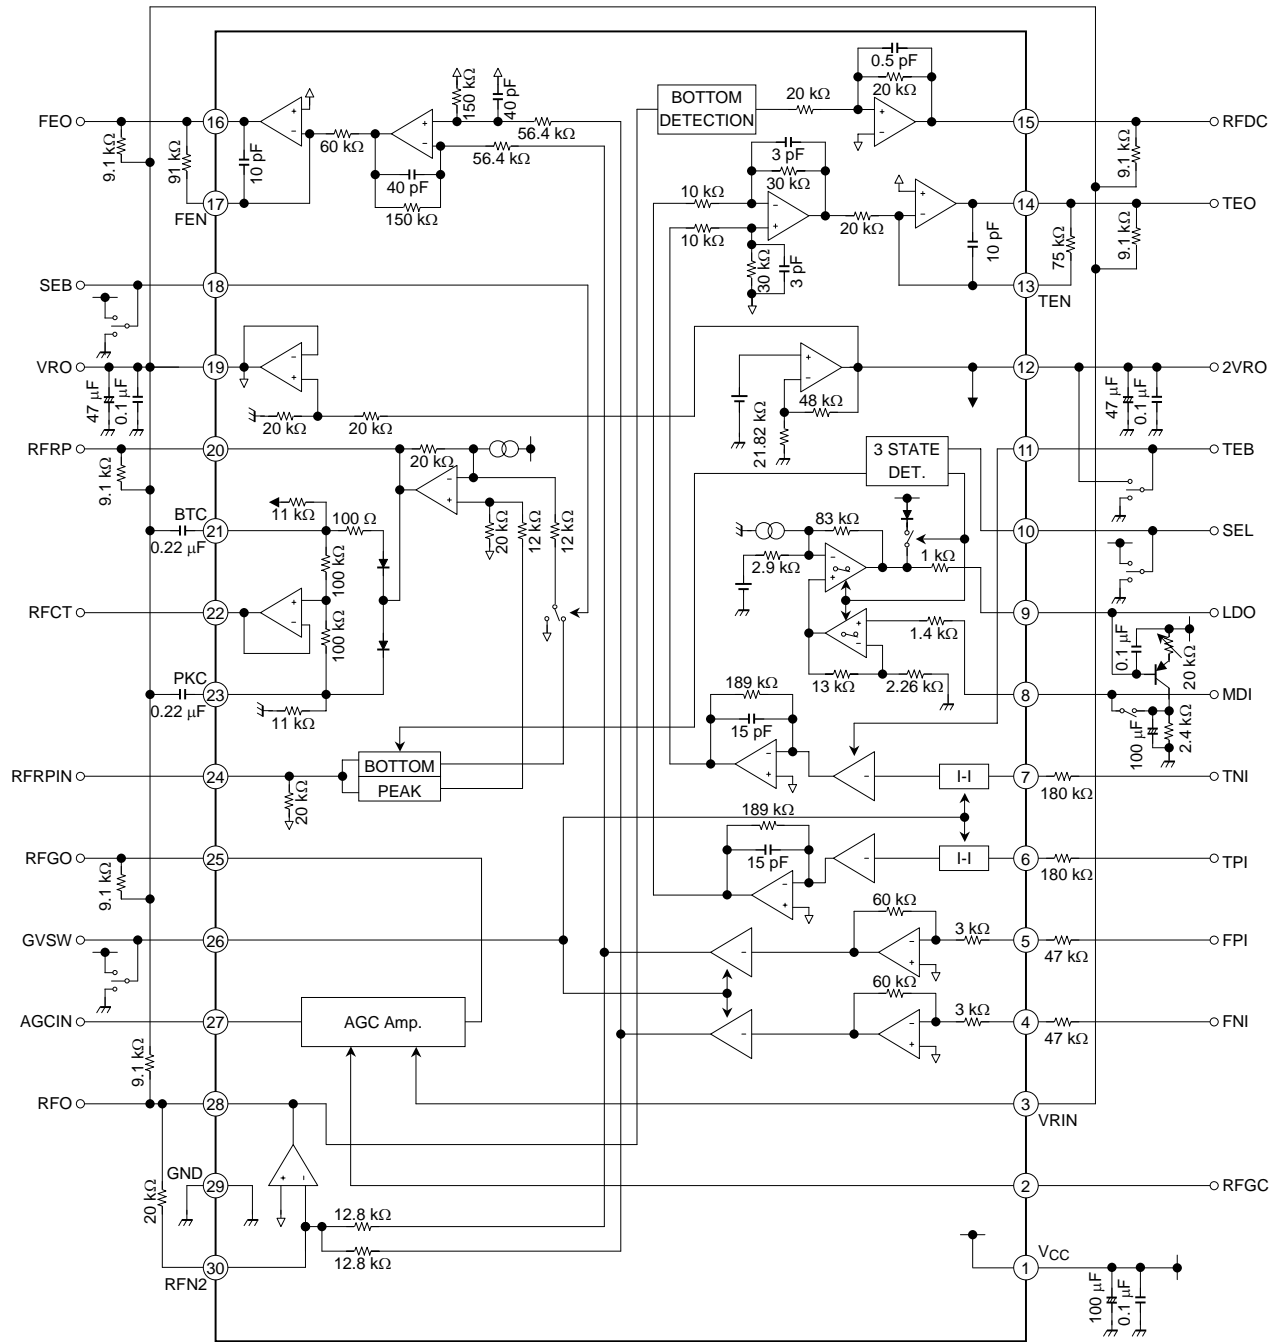 FEO
16
9.1 kΩ
91 kΩ
10 pF
17
FEN
60 kΩ
150 kΩ
40 pF
56.4 kΩ
56.4 kΩ
40 pF
150 kΩ
BOTTOM
DETECTION
20 kΩ
0.5 pF
20 kΩ
15
RFDC
9.1 kΩ
3 pF
30 kΩ
10 kΩ
10 kΩ
30 kΩ
3 pF
20 kΩ
10 pF
14
TEO
75 kΩ
9.1 kΩ
13
TEN
SEB
18
VRO
19
47 µF
0.1 µF
20 kΩ
20 kΩ
48 kΩ
21.82 kΩ
12
2VRO
47 µF
0.1 µF
RFRP
20
9.1 kΩ
20 kΩ
20 kΩ
12 kΩ
12 kΩ
3 STATE
DET.
11
TEB
BTC
21
0.22 µF
11 kΩ
100 Ω
100 kΩ
83 kΩ
2.9 kΩ
1 kΩ
10
SEL
RFCT
22
100 kΩ
1.4 kΩ
13 kΩ
2.26 kΩ
9
LDO
0.1 µF
20 kΩ
PKC
23
0.22 µF
11 kΩ
8
MDI
100 µF
2.4 kΩ
RFRPIN
24
20 kΩ
BOTTOM
PEAK
189 kΩ
15 pF
I-I
7
180 kΩ
TNI
RFGO
25
9.1 kΩ
189 kΩ
15 pF
I-I
6
180 kΩ
TPI
GVSW
26
60 kΩ
3 kΩ
5
47 kΩ
FPI
AGCIN
27
AGC Amp.
60 kΩ
3 kΩ
4
47 kΩ
FNI
9.1 kΩ
RFO
28
3
VRIN
GND
29
20 kΩ
2
RFGC
12.8 kΩ
12.8 kΩ
30
RFN2
1
VCC
100 µF
0.1 µF